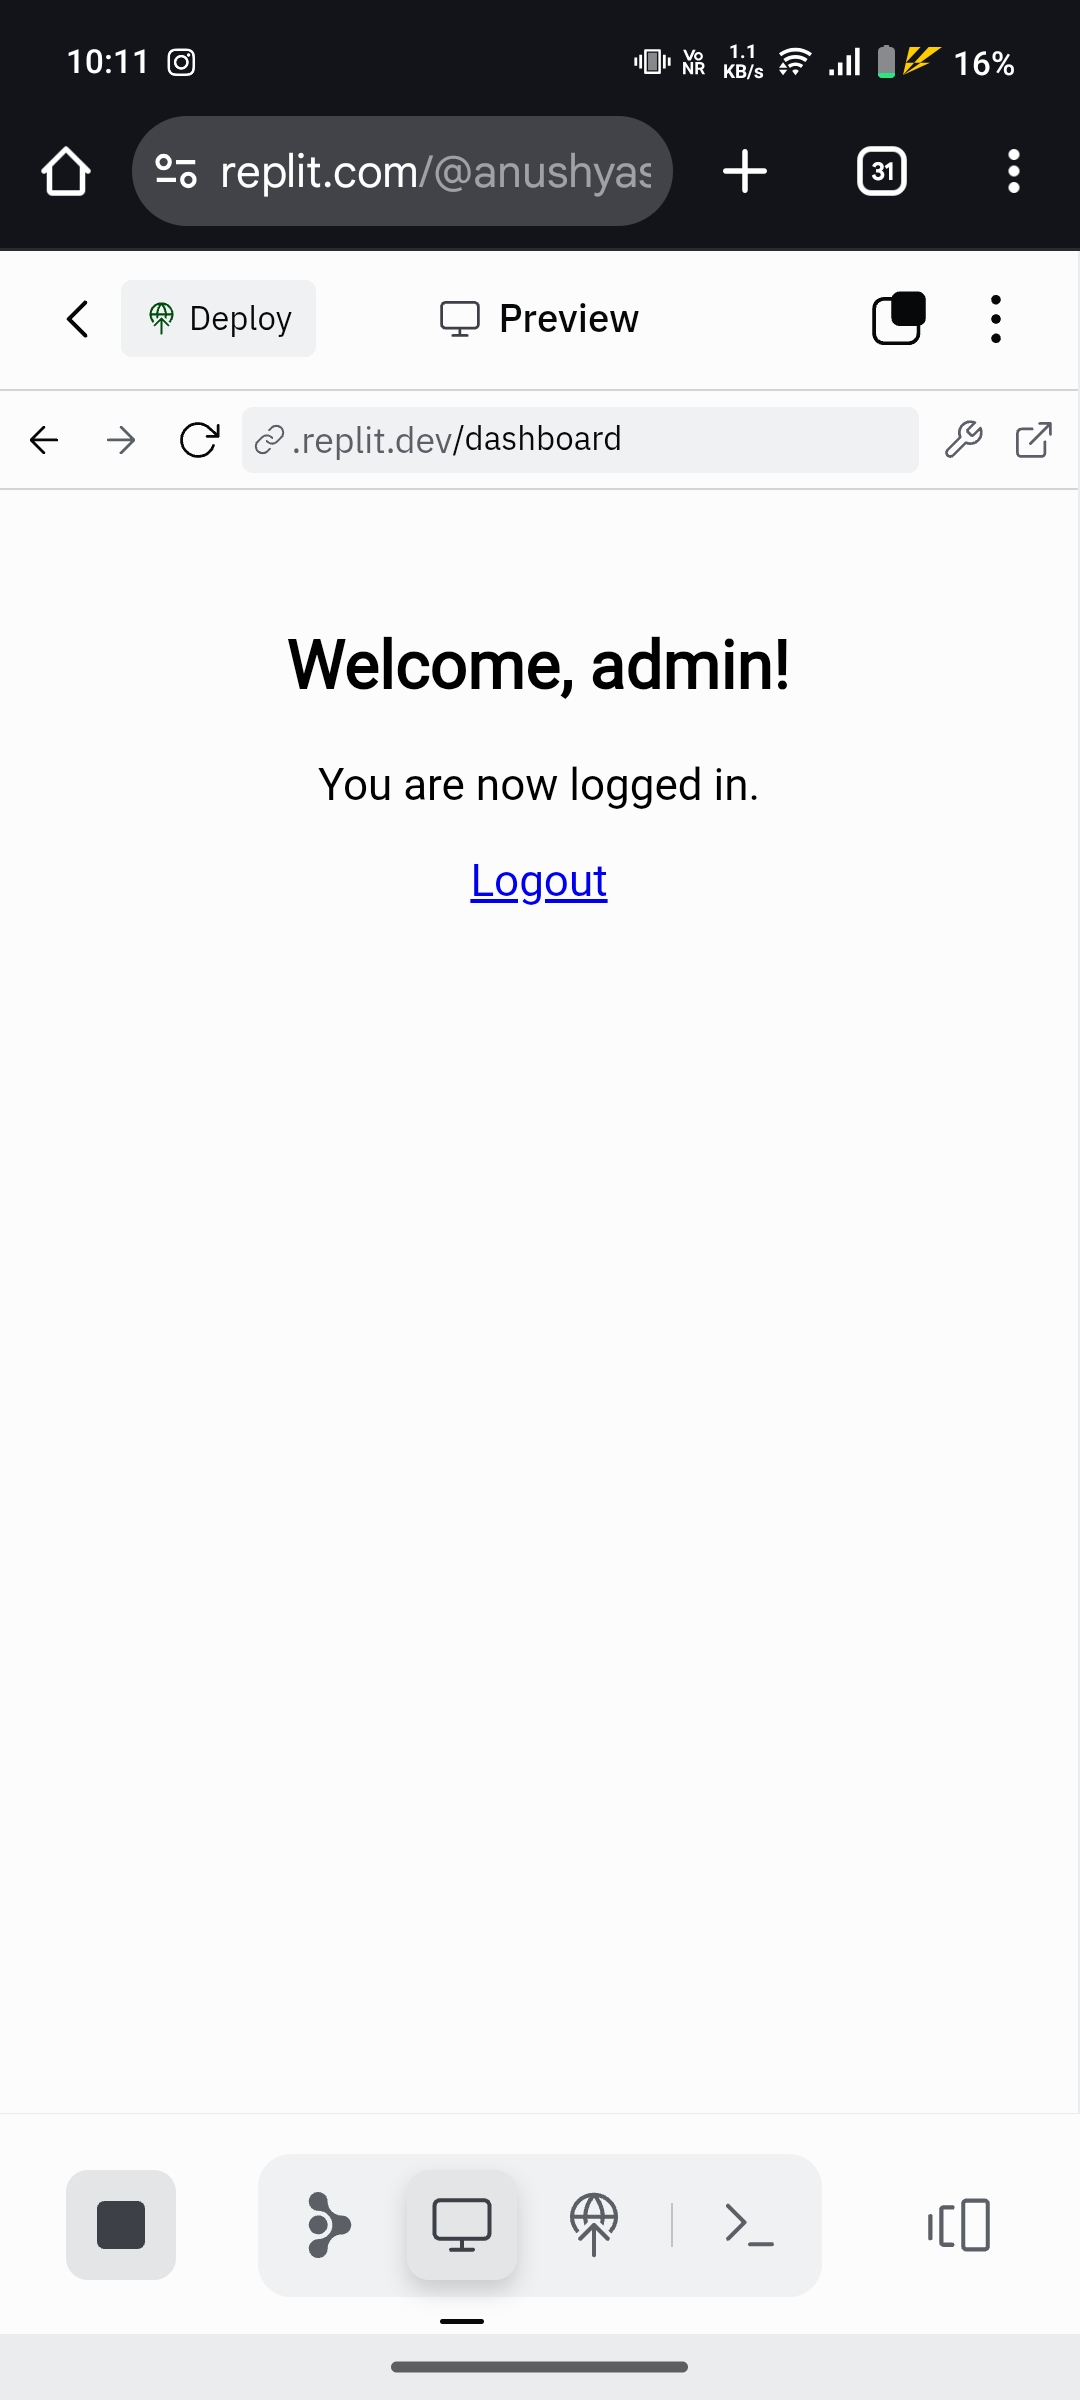 10:11
Vo
NR
1.1
KB/s
16%
replit.com/@anushyas
31
Deploy
Preview
.replit.dev/dashboard
Welcome, admin!
You are now logged in.
Logout